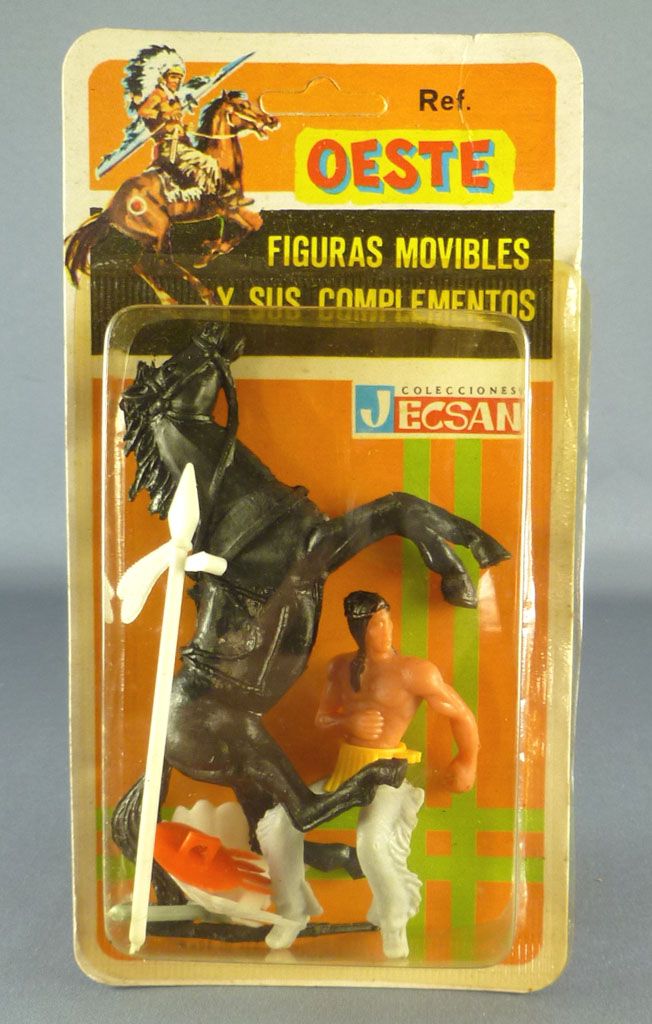 Ref.
OESTE
FIGURAS MOVIBLES
Y SUS COMPLEMENTOS
COLECCIONES
JECSAN